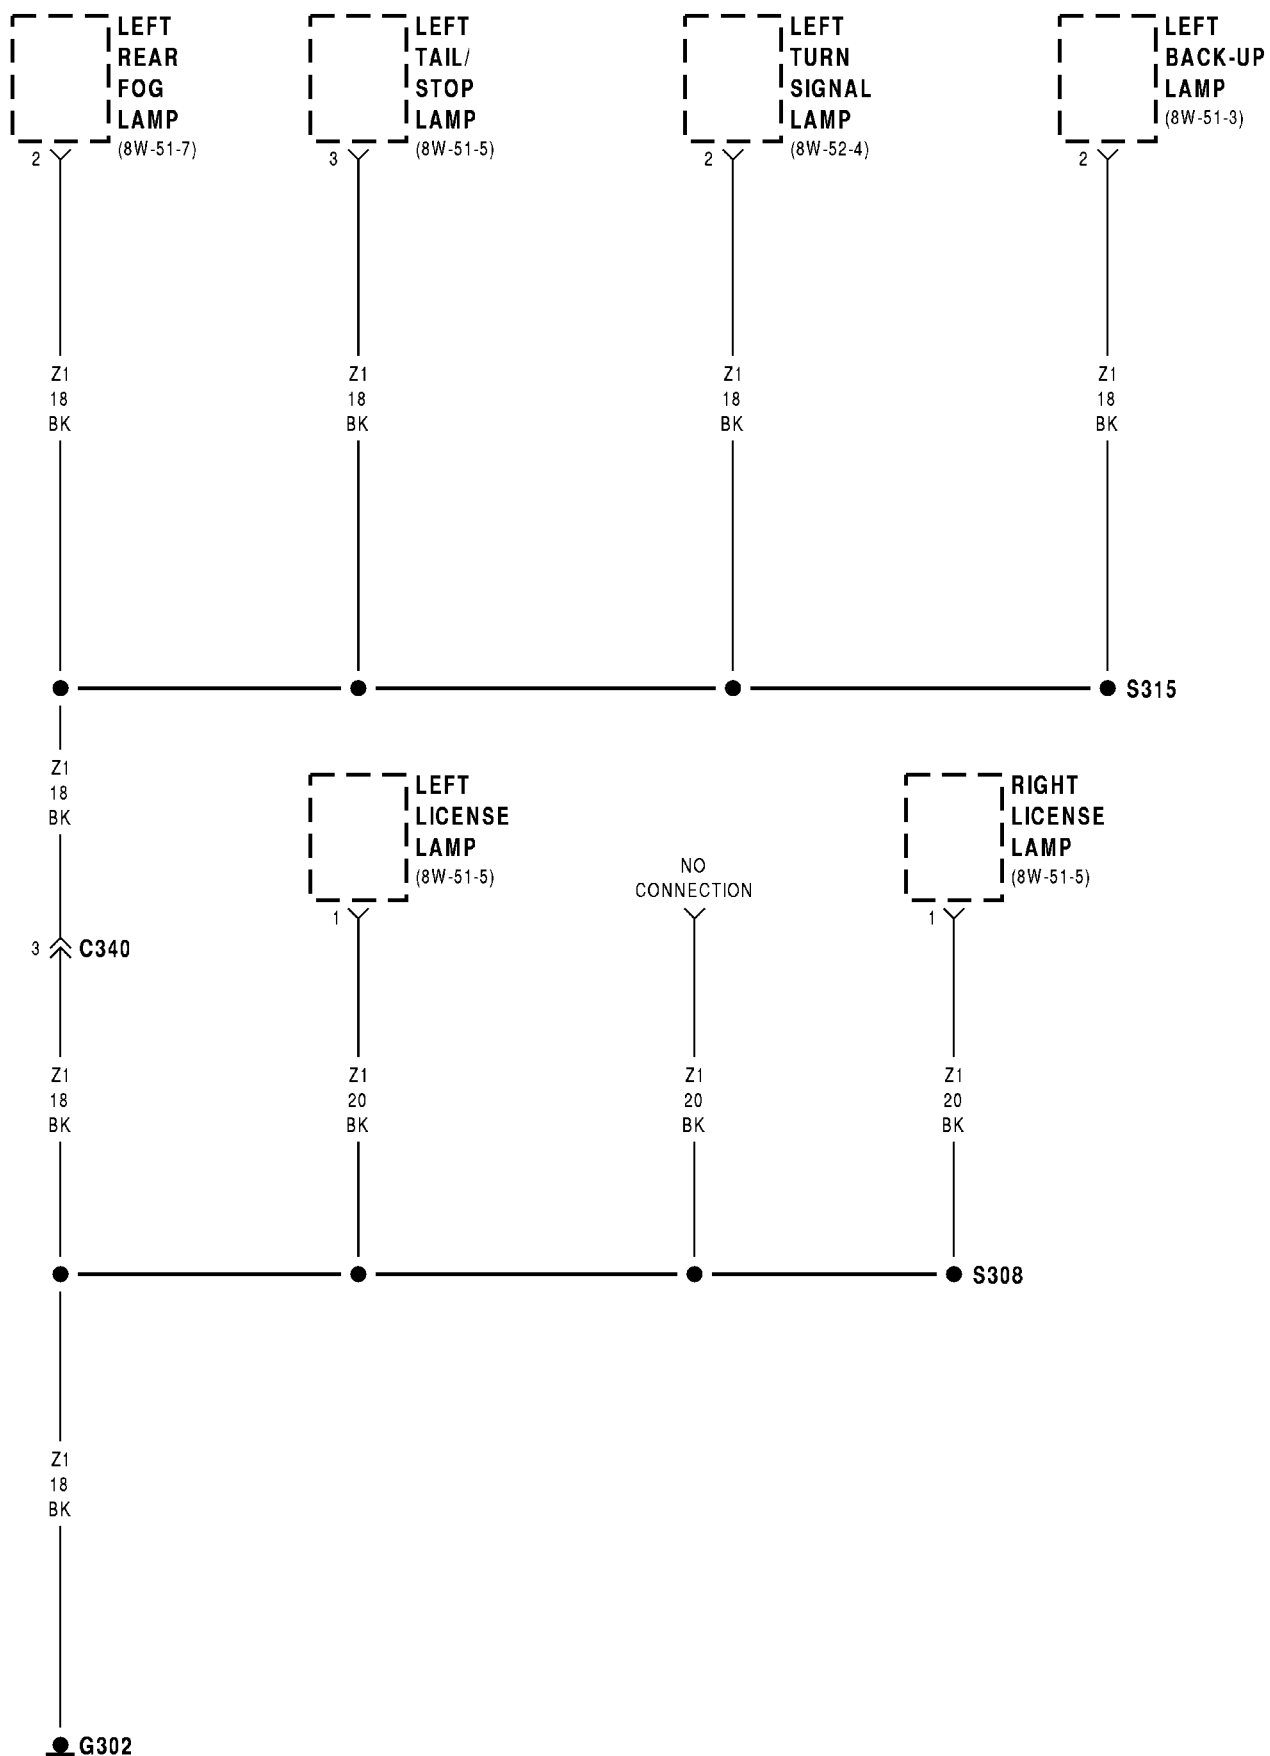 LEFT
REAR
FOG
LAMP
(8W-51-7)
2
LEFT
TAIL/
STOP
LAMP
(8W-51-5)
3
LEFT
TURN
SIGNAL
LAMP
(8W-52-4)
2
LEFT
BACK-UP
LAMP
(8W-51-3)
2
Z1
18
BK
Z1
18
BK
Z1
18
BK
Z1
18
BK
S315
Z1
18
BK
LEFT
LICENSE
LAMP
(8W-51-5)
1
NO
CONNECTION
RIGHT
LICENSE
LAMP
(8W-51-5)
1
3
C340
Z1
18
BK
Z1
20
BK
Z1
20
BK
Z1
20
BK
S308
Z1
18
BK
G302